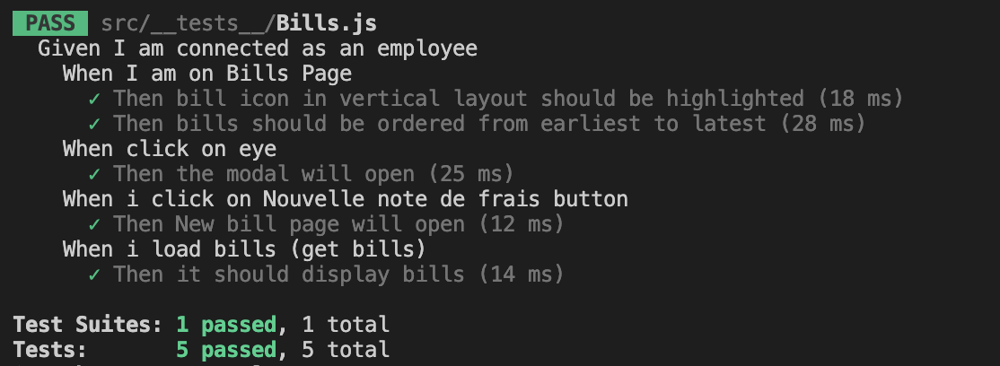 PASS src/__tests__/Bills.js
Given I am connected as an employee
When I am on Bills Page
✓ Then bill icon in vertical layout should be highlighted (18 ms)
✓ Then bills should be ordered from earliest to latest (28 ms)
When click on eye
✓ Then the modal will open (25 ms)
When i click on Nouvelle note de frais button
✓ Then New bill page will open (12 ms)
When i load bills (get bills)
✓ Then it should display bills (14 ms)
Test Suites: 1 passed, 1 total
Tests: 5 passed, 5 total